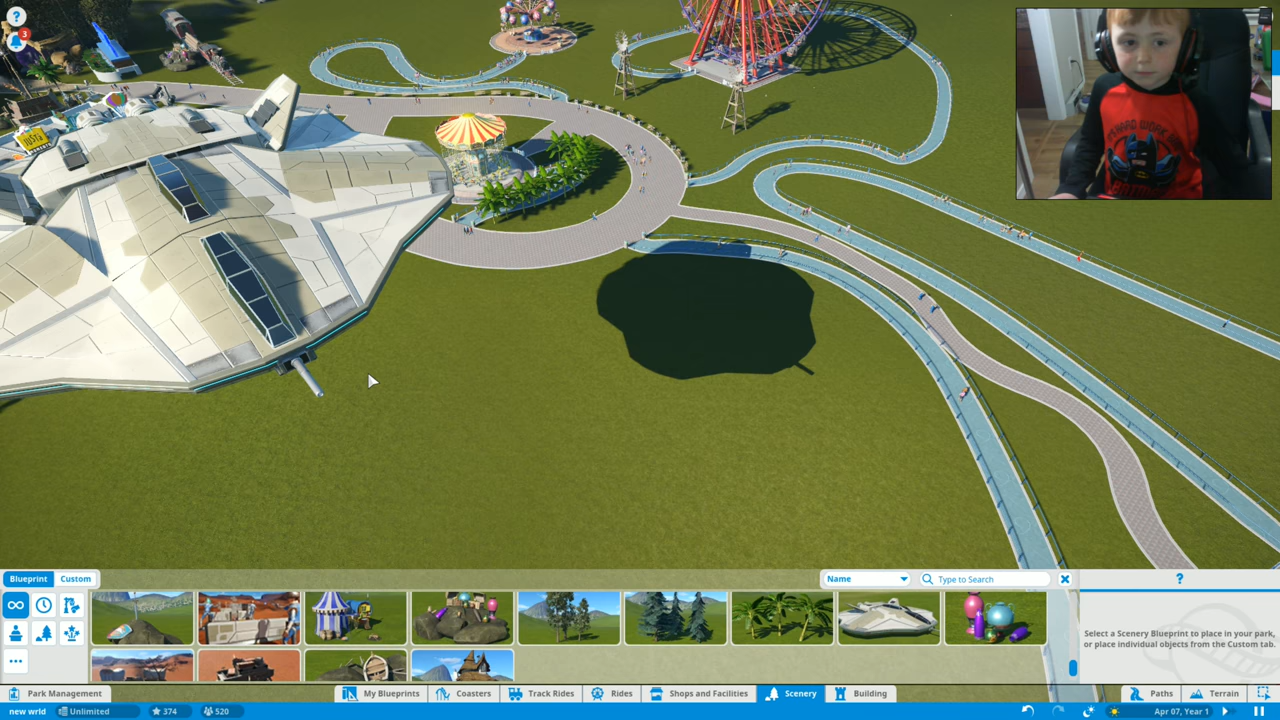 3
Blueprint Custom
Name Type to Search
Select a Scenery Blueprint to place in your park,
or place individual objects from the Custom tab.
Park Management My Blueprints Coasters Track Rides Rides Shops and Facilities Scenery Building Paths Terrain
new wrld Unlimited 374 520 Apr 07, Year 1